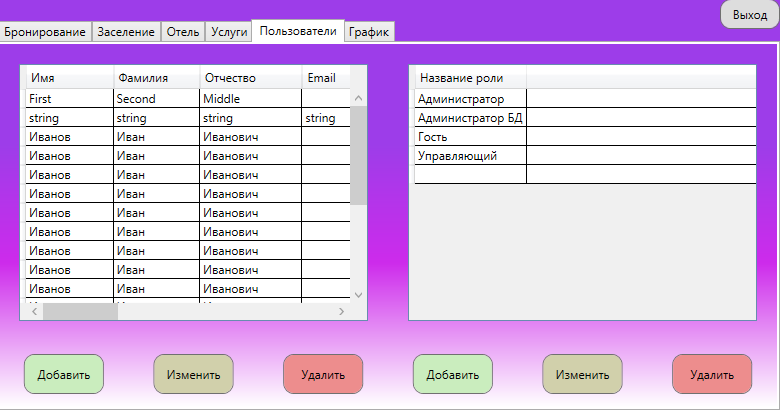 Выход
Бронирование Заселение Отель Услуги Пользователи График
Имя Фамилия Отчество Email
First Second Middle
string string string string
Иванов Иван Иванович
Иванов Иван Иванович
Иванов Иван Иванович
Иванов Иван Иванович
Иванов Иван Иванович
Иванов Иван Иванович
Иванов Иван Иванович
Иванов Иван Иванович
Иванов Иван Иванович
Название роли
Администратор
Администратор БД
Гость
Управляющий
Добавить Изменить Удалить Добавить Изменить Удалить